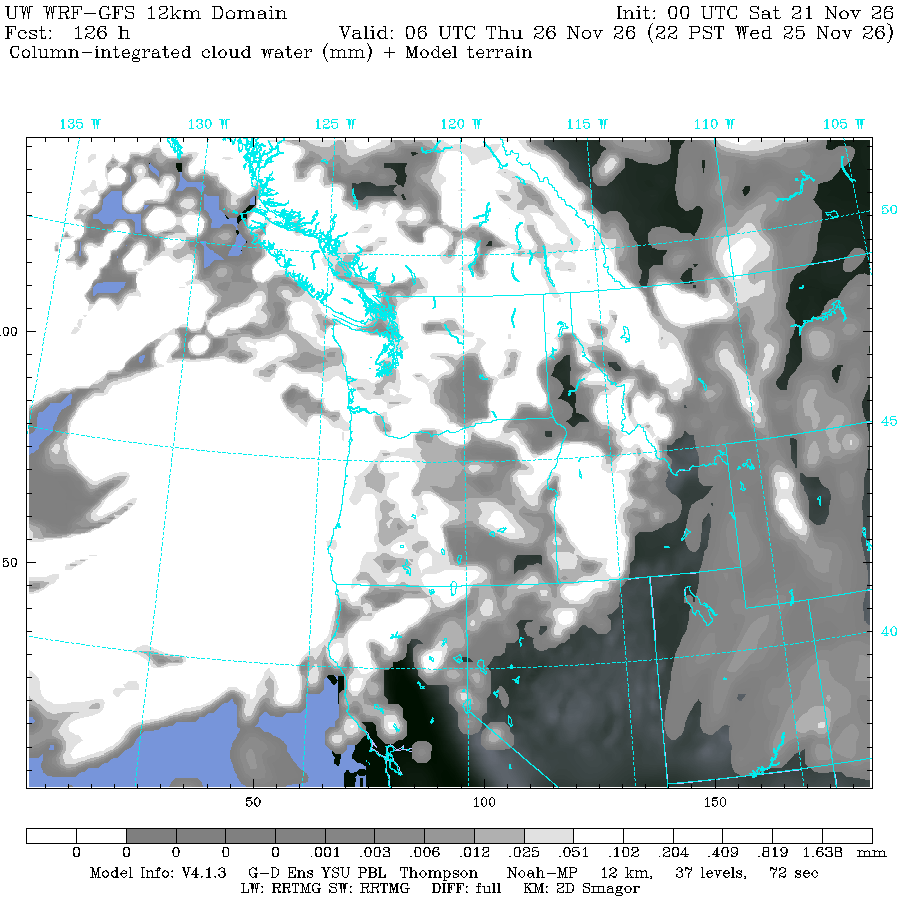 UW WRF-GFS 12km Domain Init: 00 UTC Sat 21 Nov 26
Fcst: 126 h Valid: 06 UTC Thu 26 Nov 26 (22 PST Wed 25 Nov 26)
Column-integrated cloud water (mm) + Model terrain
135 W 130 W 125 W 120 W 115 W 110 W 105 W
50
00
45
50
40
50 100 150
0 0 0 0 0 .001 .003 .006 .012 .025 .051 .102 .204 .409 .819 1.638 mm
Model Info: V4.1.3 G-D Ens YSU PBL Thompson Noah-MP 12 km, 37 levels, 72 sec
LW: RRTMG SW: RRTMG DIFF: full KM: 2D Smagor